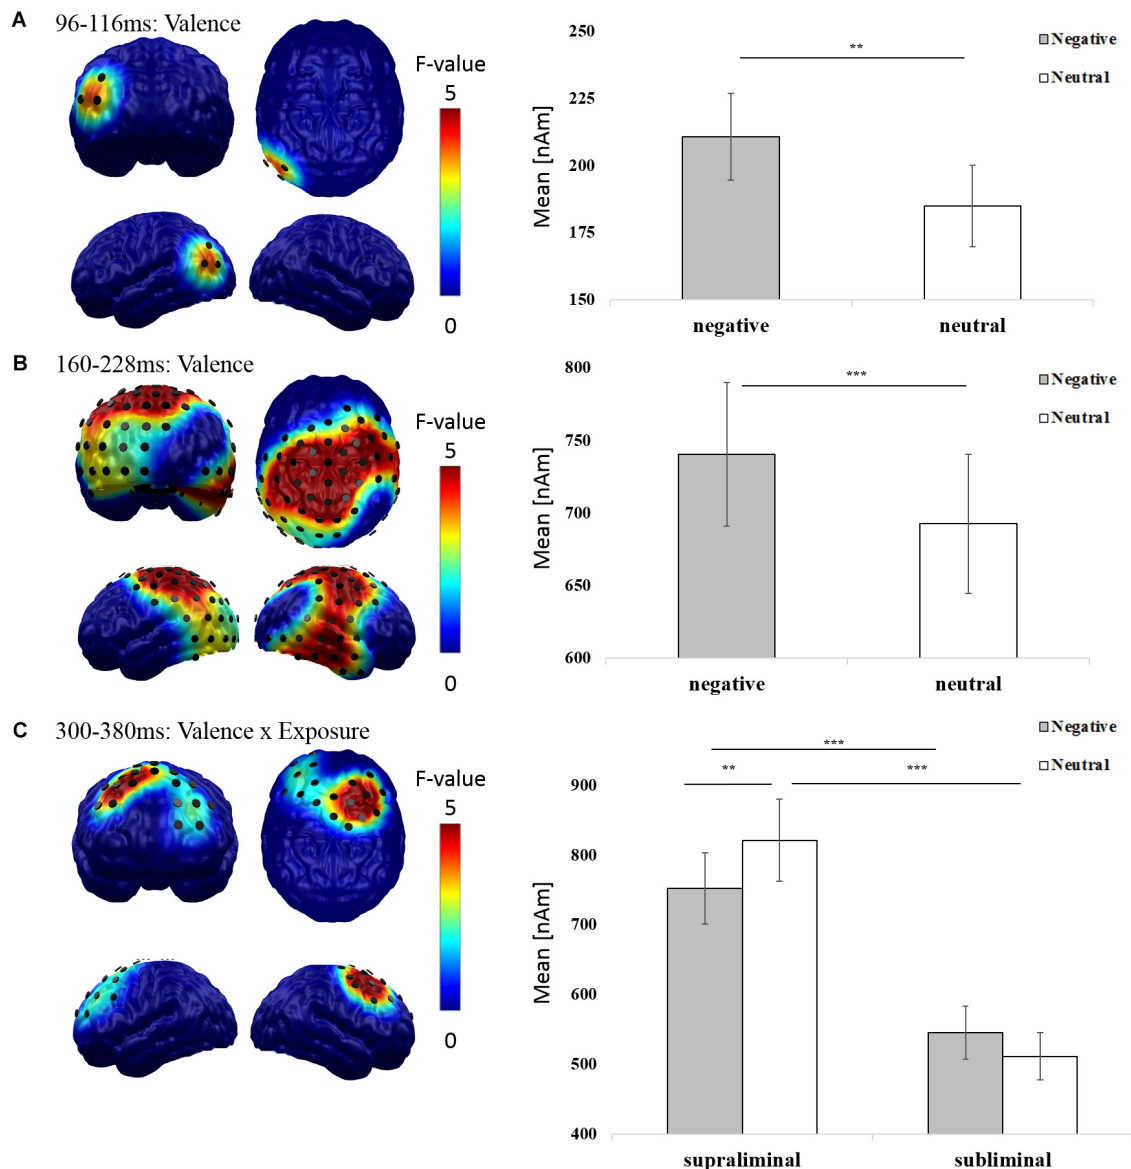 A 96-116ms: Valence
F-value
5
0
250
225
200
175
150
Mean [nAm]
**
Negative
Neutral
negative neutral
B 160-228ms: Valence
F-value
5
0
800
750
700
650
600
Mean [nAm]
***
Negative
Neutral
negative neutral
C 300-380ms: Valence x Exposure
F-value
5
0
900
800
700
600
500
400
Mean [nAm]
***
** ***
Negative
Neutral
supraliminal subliminal